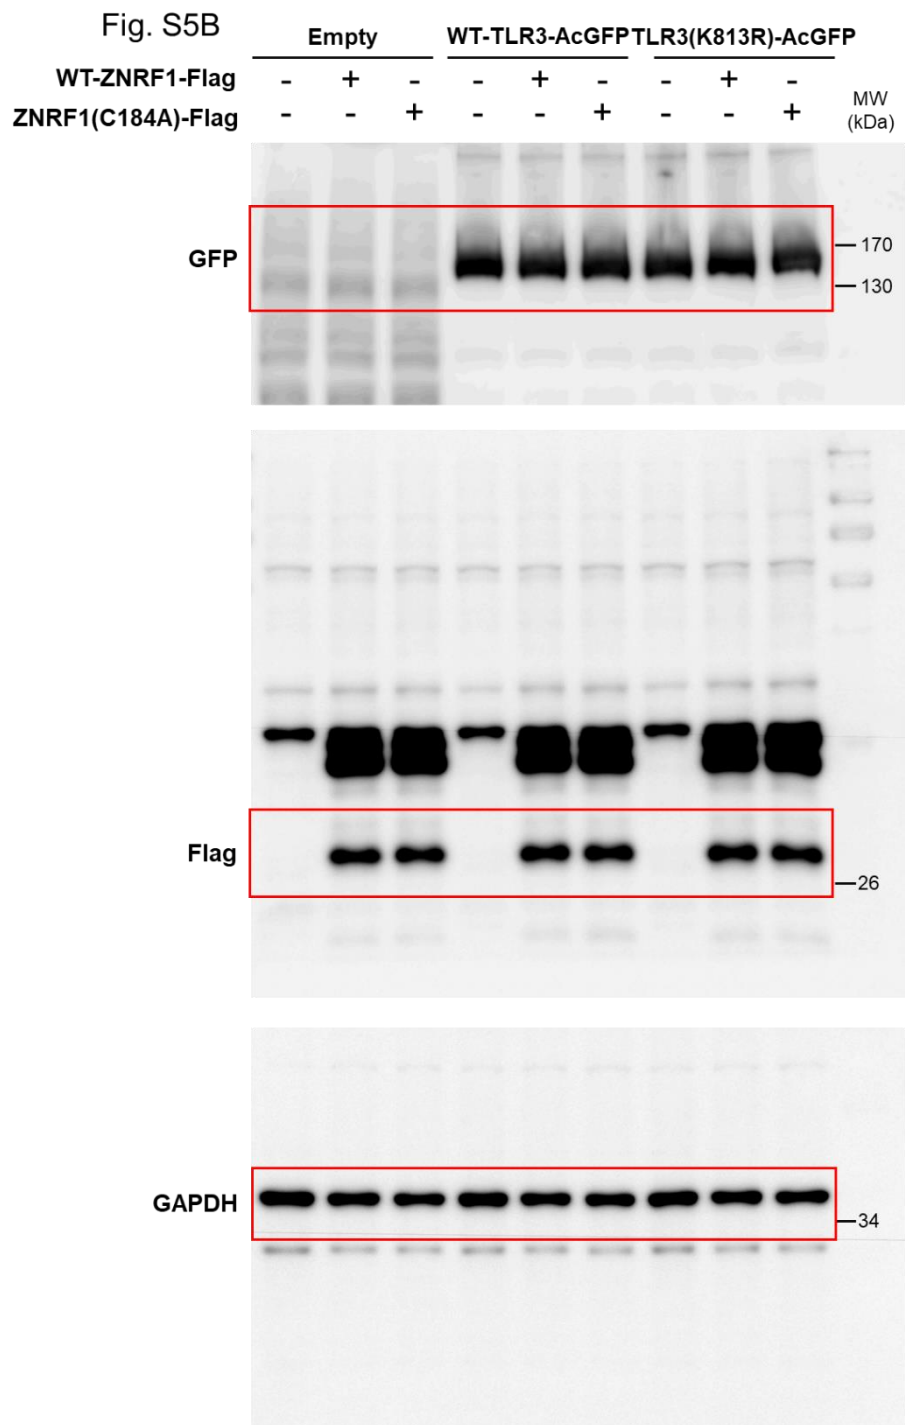 Fig. S5B
Empty WT-TLR3-AcGFP TLR3(K813R)-AcGFP
WT-ZNRF1-Flag - + - - + - - + -
ZNRF1(C184A)-Flag - - + - - + - - +
MW
(kDa)
GFP
170
130
Flag
26
GAPDH
34